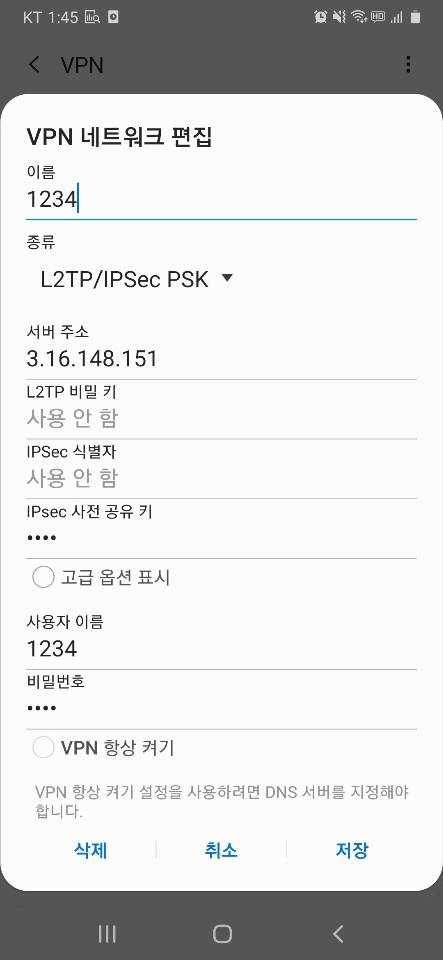 KT 1:45
VPN
VPN 네트워크 편집
이름
1234
종류
L2TP/IPSec PSK
서버 주소
3.16.148.151
L2TP 비밀 키
사용 안 함
IPSec 식별자
사용 안 함
IPsec 사전 공유 키
••••
고급 옵션 표시
사용자 이름
1234
비밀번호
••••
VPN 항상 켜기
VPN 항상 켜기 설정을 사용하려면 DNS 서버를 지정해야
합니다.
삭제 취소 저장